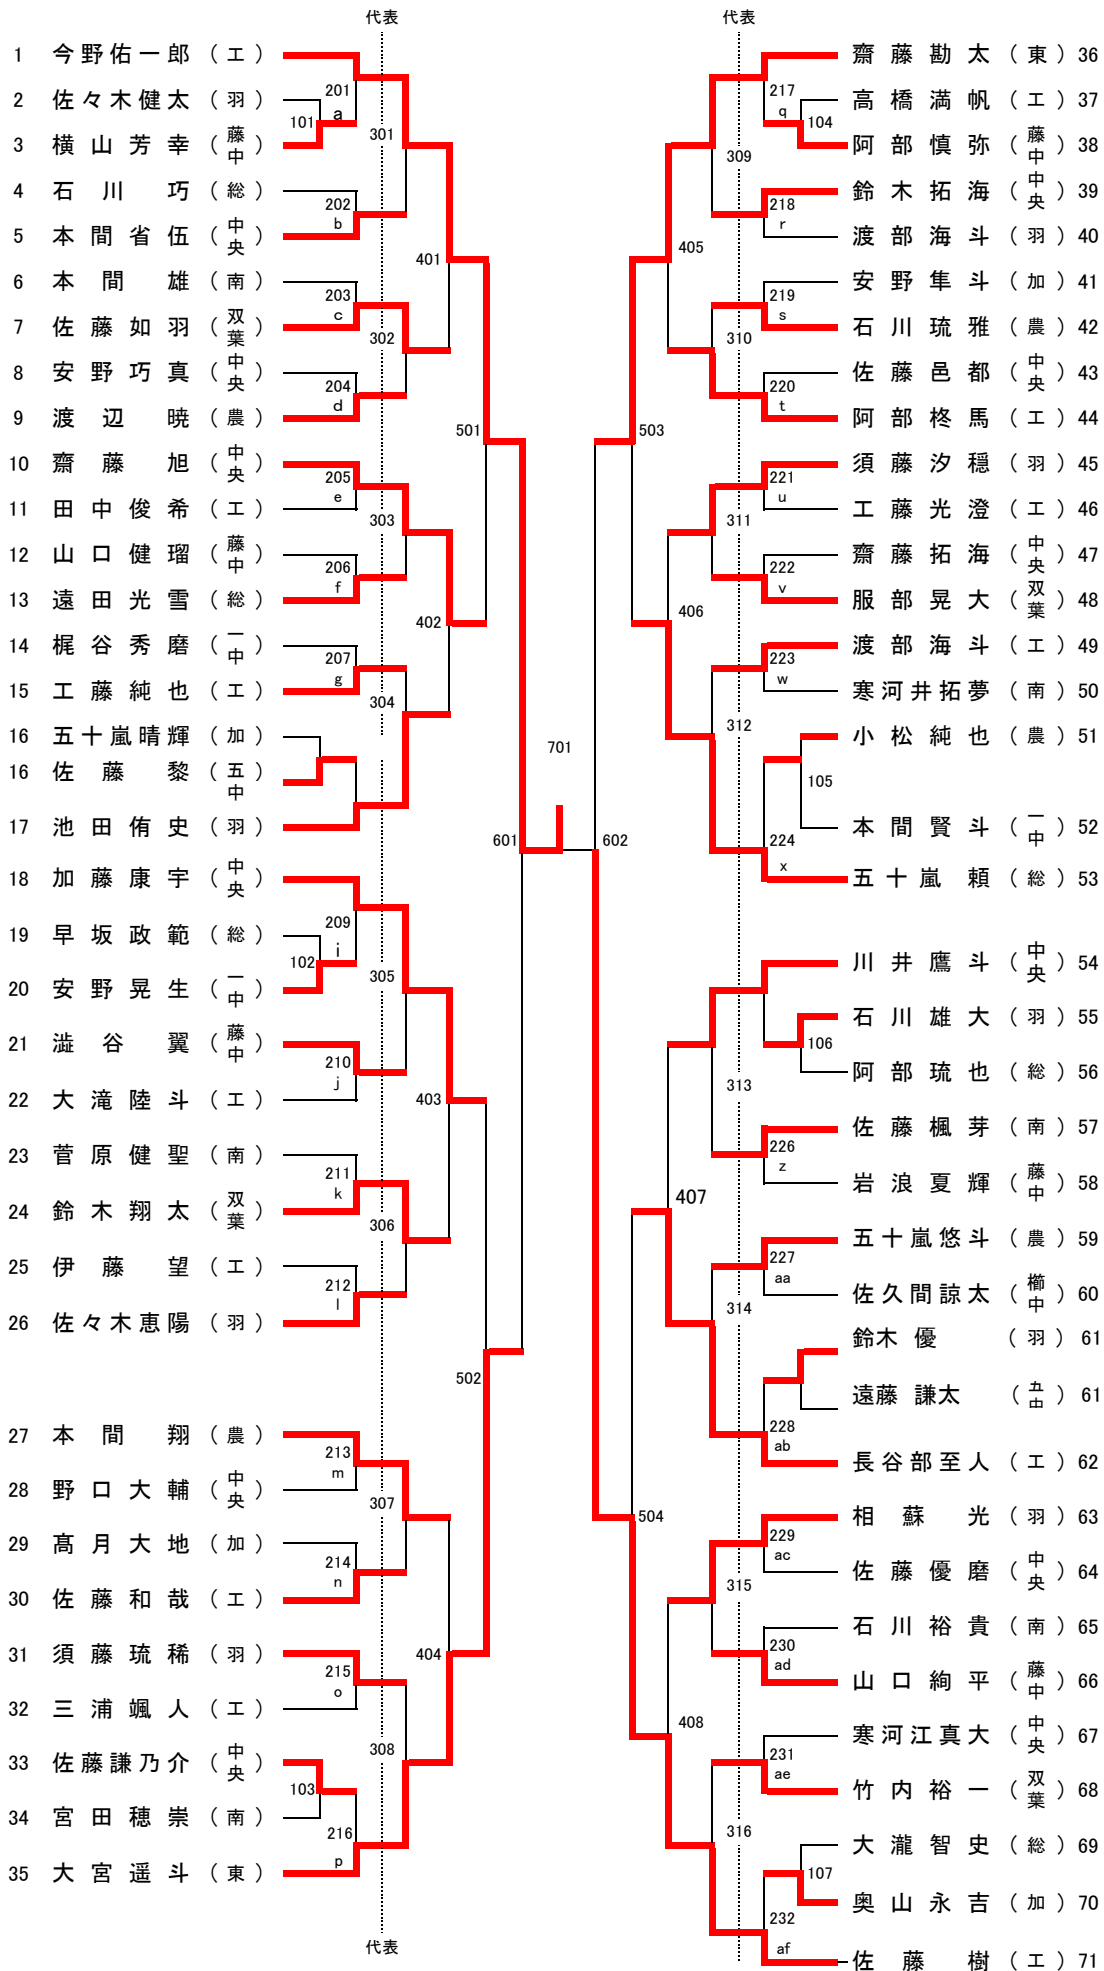 代表
1 今野佑一郎 （ 工 ）
2 佐々木健太 （ 羽 ）
3 横山芳幸 （ 藤中 ）
4 石川巧 （ 総 ）
5 本間省伍 （ 中央 ）
6 本間雄 （ 南 ）
7 佐藤如羽 （ 双葉 ）
8 安野巧真 （ 中央 ）
9 渡辺暁 （ 農 ）
10 齋藤旭 （ 中央 ）
11 田中俊希 （ 工 ）
12 山口健瑠 （ 藤中 ）
13 遠田光雪 （ 総 ）
14 梶谷秀磨 （ 一中 ）
15 工藤純也 （ 工 ）
16 五十嵐晴輝 （ 加 ）
16 佐藤黎 （ 五中 ）
17 池田侑史 （ 羽 ）
18 加藤康宇 （ 中央 ）
19 早坂政範 （ 総 ）
20 安野晃生 （ 一中 ）
21 澁谷翼 （ 藤中 ）
22 大滝陸斗 （ 工 ）
23 菅原健聖 （ 南 ）
24 鈴木翔太 （ 双葉 ）
25 伊藤望 （ 工 ）
26 佐々木恵陽 （ 羽 ）
27 本間翔 （ 農 ）
28 野口大輔 （ 中央 ）
29 髙月大地 （ 加 ）
30 佐藤和哉 （ 工 ）
31 須藤琉稀 （ 羽 ）
32 三浦颯人 （ 工 ）
33 佐藤謙乃介 （ 中央 ）
34 宮田穂崇 （ 南 ）
35 大宮遥斗 （ 東 ）
101
102
103
201 a
202 b
203 c
204 d
205 e
206 f
207 g
209 i
210 j
211 k
212 l
213 m
214 n
215 o
216 p
301
302
303
304
305
306
307
308
401
402
403
404
501
502
601
代表
701
代表
602
503
504
405
406
407
408
309
310
311
312
313
314
315
316
217 q
218 r
219 s
220 t
221 u
222 v
223 w
224 x
226 z
227 aa
228 ab
229 ac
230 ad
231 ae
232 af
104
105
106
107
齋藤勘太 （ 東 ） 36
高橋満帆 （ 工 ） 37
阿部慎弥 （ 藤中 ） 38
鈴木拓海 （ 中央 ） 39
渡部海斗 （ 羽 ） 40
安野隼斗 （ 加 ） 41
石川琉雅 （ 農 ） 42
佐藤邑都 （ 中央 ） 43
阿部柊馬 （ 工 ） 44
須藤汐穏 （ 羽 ） 45
工藤光澄 （ 工 ） 46
齋藤拓海 （ 中央 ） 47
服部晃大 （ 双葉 ） 48
渡部海斗 （ 工 ） 49
寒河井拓夢 （ 南 ） 50
小松純也 （ 農 ） 51
本間賢斗 （ 一中 ） 52
五十嵐頼 （ 総 ） 53
川井鷹斗 （ 中央 ） 54
石川雄大 （ 羽 ） 55
阿部琉也 （ 総 ） 56
佐藤楓芽 （ 南 ） 57
岩浪夏輝 （ 藤中 ） 58
五十嵐悠斗 （ 農 ） 59
佐久間諒太 （ 櫛中 ） 60
鈴木優 （ 羽 ） 61
遠藤謙太 （ 五中 ） 61
長谷部至人 （ 工 ） 62
相蘇光 （ 羽 ） 63
佐藤優磨 （ 中央 ） 64
石川裕貴 （ 南 ） 65
山口絢平 （ 藤中 ） 66
寒河江真大 （ 中央 ） 67
竹内裕一 （ 双葉 ） 68
大瀧智史 （ 総 ） 69
奥山永吉 （ 加 ） 70
佐藤樹 （ 工 ） 71